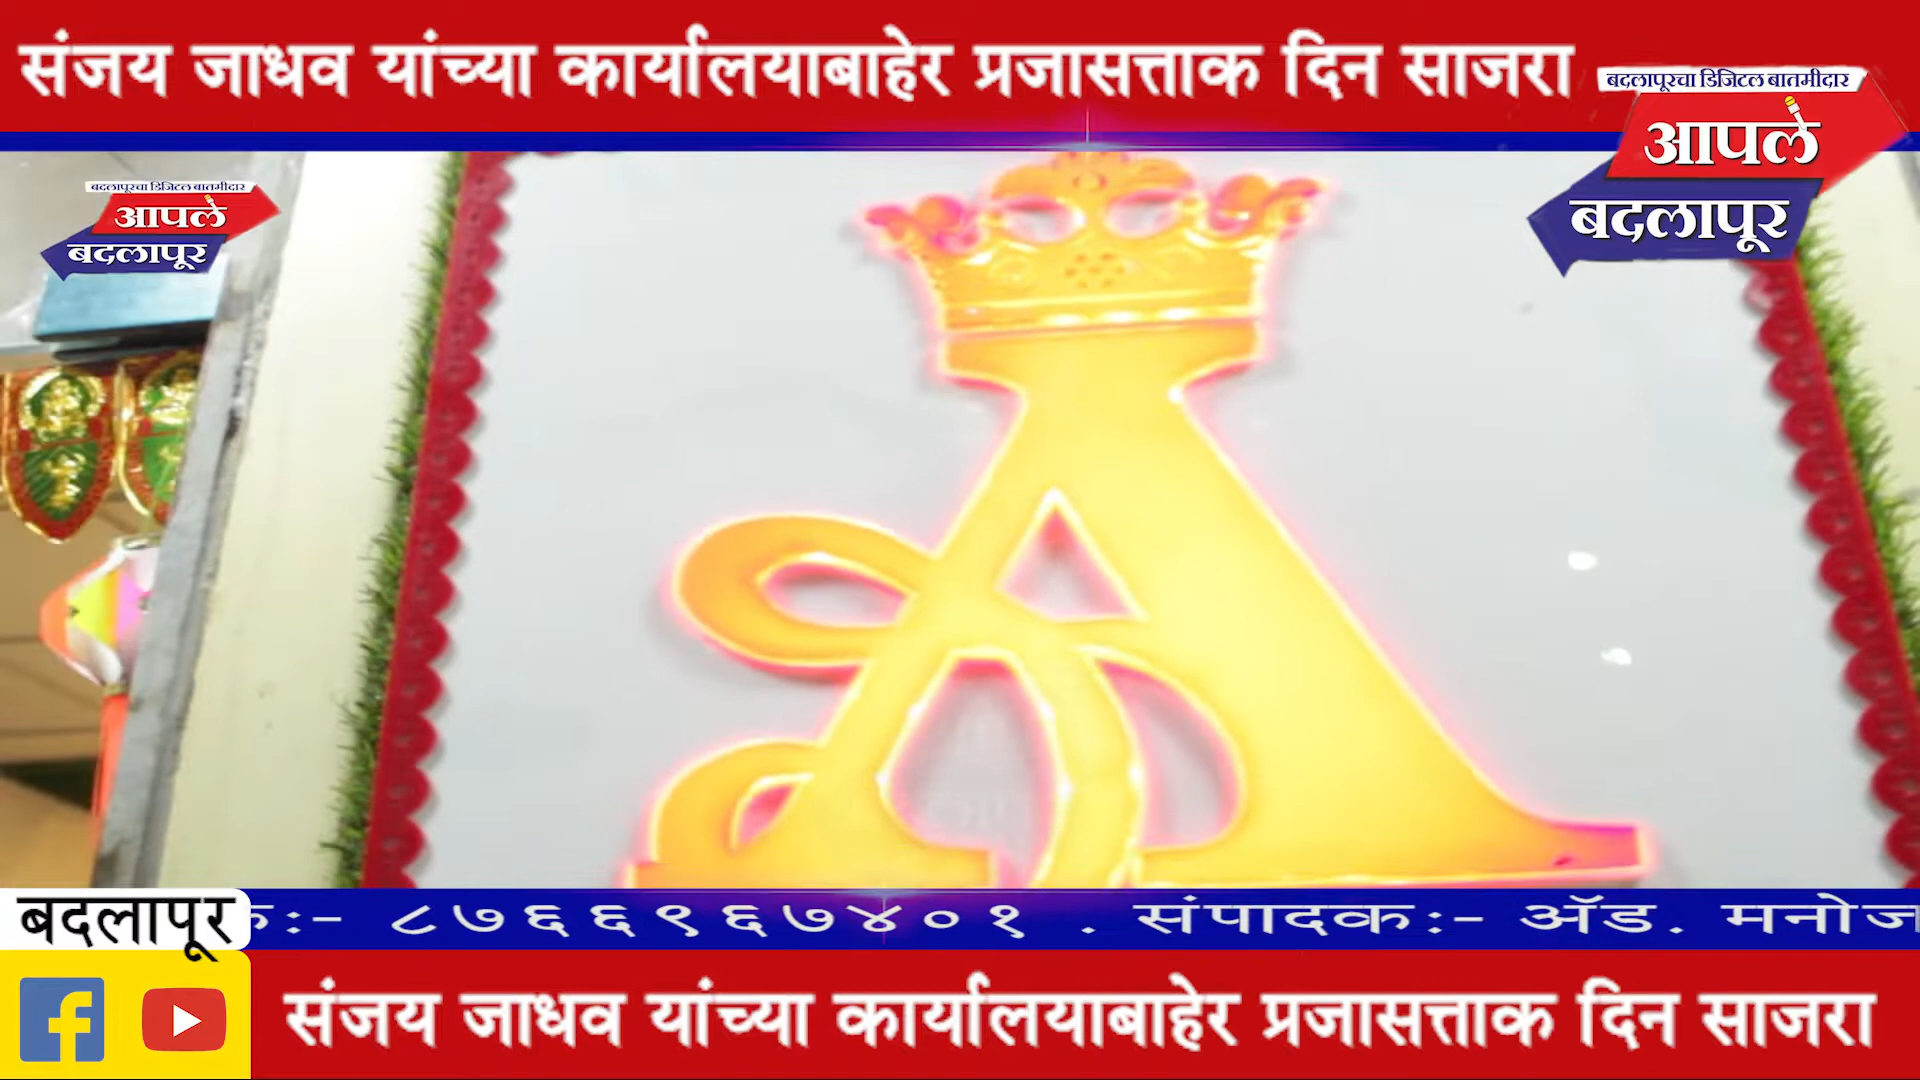 संजय जाधव यांच्या कार्यालयाबाहेर प्रजासत्ताक दिन साजरा
बदलापूरचा डिजिटल बातमीदार
आपले
बदलापूर
बदलापूरचा डिजिटल बातमीदार
आपले
बदलापूर
A
बदलापूर
क:- ८७६६९६७४०१ . संपादक:- ॲड. मनोज
संजय जाधव यांच्या कार्यालयाबाहेर प्रजासत्ताक दिन साजरा